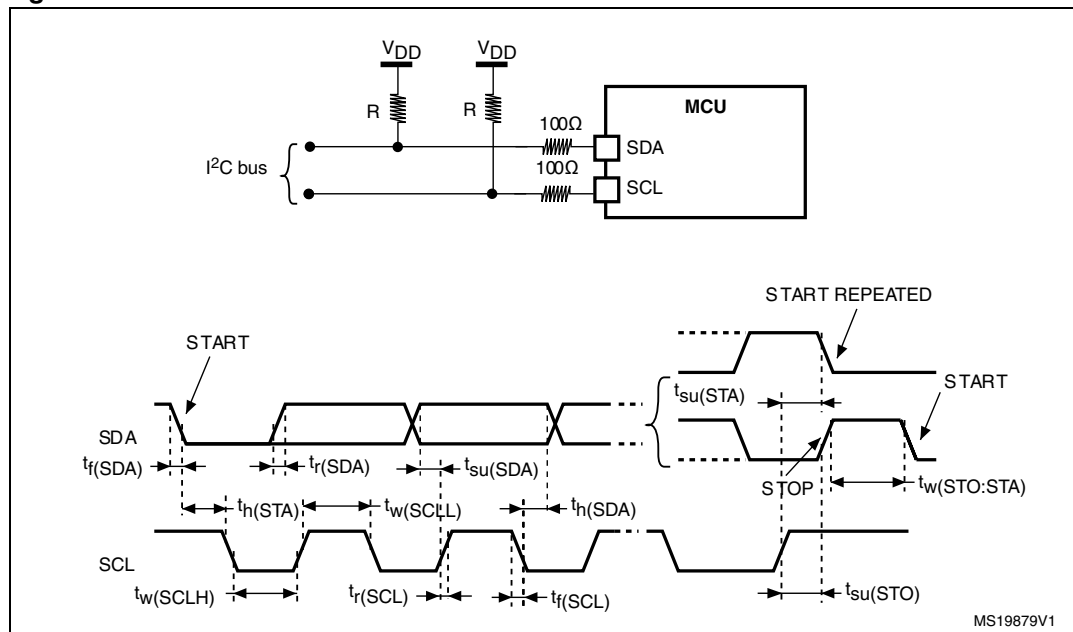 VDD VDD
R R
MCU
100Ω
SDA
I²C bus
100Ω
SCL
START REPEATED
START
tsu(STA)
START
SDA
tf(SDA) tr(SDA) tsu(SDA)
STOP
tw(STO:STA)
th(STA) tw(SCLL) th(SDA)
SCL
tw(SCLH) tr(SCL) tf(SCL) tsu(STO)
MS19879V1